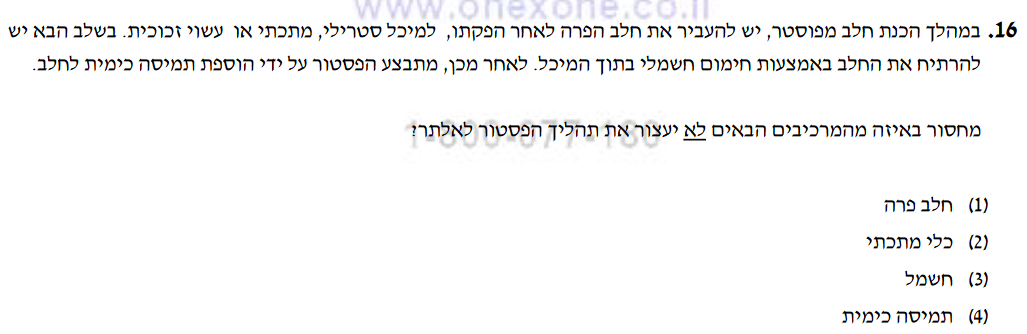 www.onexone.co.il
16. במהלך הכנת חלב מפוסטר, יש להעביר את חלב הפרה לאחר הפקתו, למיכל סטרילי, מתכתי או עשוי זכוכית. בשלב הבא יש
להרתיח את החלב באמצעות חימום חשמלי בתוך המיכל. לאחר מכן, מתבצע הפסטור על ידי הוספת תמיסה כימית לחלב.
1-800-077-180
מחסור באיזה מהמרכיבים הבאים לא יעצור את תהליך הפסטור לאלתר?
(1) חלב פרה
(2) כלי מתכתי
(3) חשמל
(4) תמיסה כימית